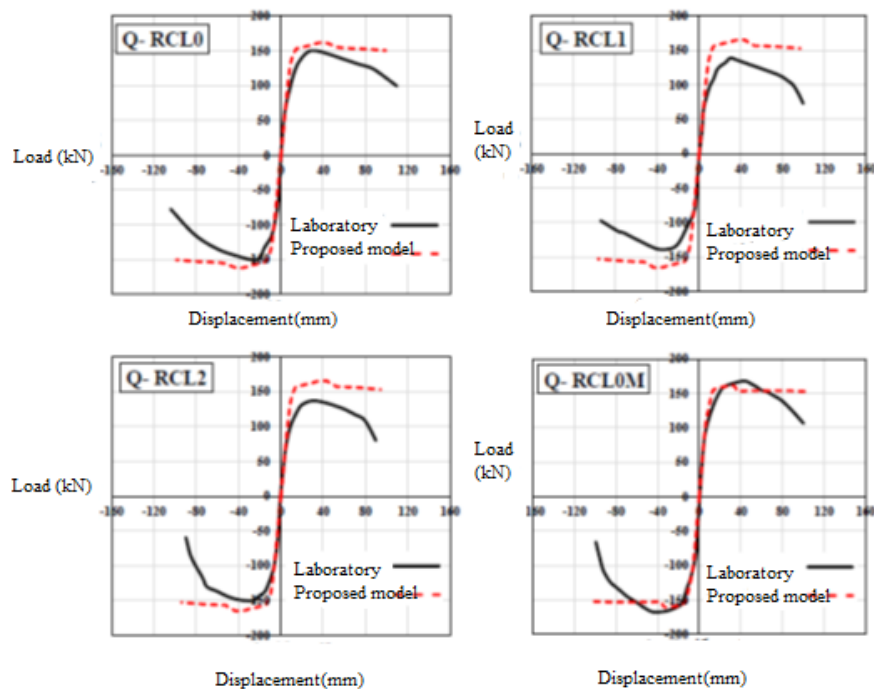 200
Q- RCL0
150
100
50
Load (kN)
0
-160 -120 -80 -40 0 40 80 120 160
-50
-100
Laboratory
Proposed model
-150
-200
Displacement(mm)
200
Q- RCL1
150
100
50
Load
(kN)
0
-160 -120 -80 -40 0 40 80 120 160
-50
-100
Laboratory
Proposed model
-150
-200
Displacement(mm)
200
Q- RCL2
150
100
50
Load (kN)
0
-160 -120 -80 -40 0 40 80 120 160
-50
-100
Laboratory
Proposed model
-150
-200
Displacement(mm)
200
Q- RCL0M
150
100
50
Load
(kN)
0
-160 -120 -80 -40 0 40 80 120 160
-50
-100
Laboratory
Proposed model
-150
-200
Displacement(mm)